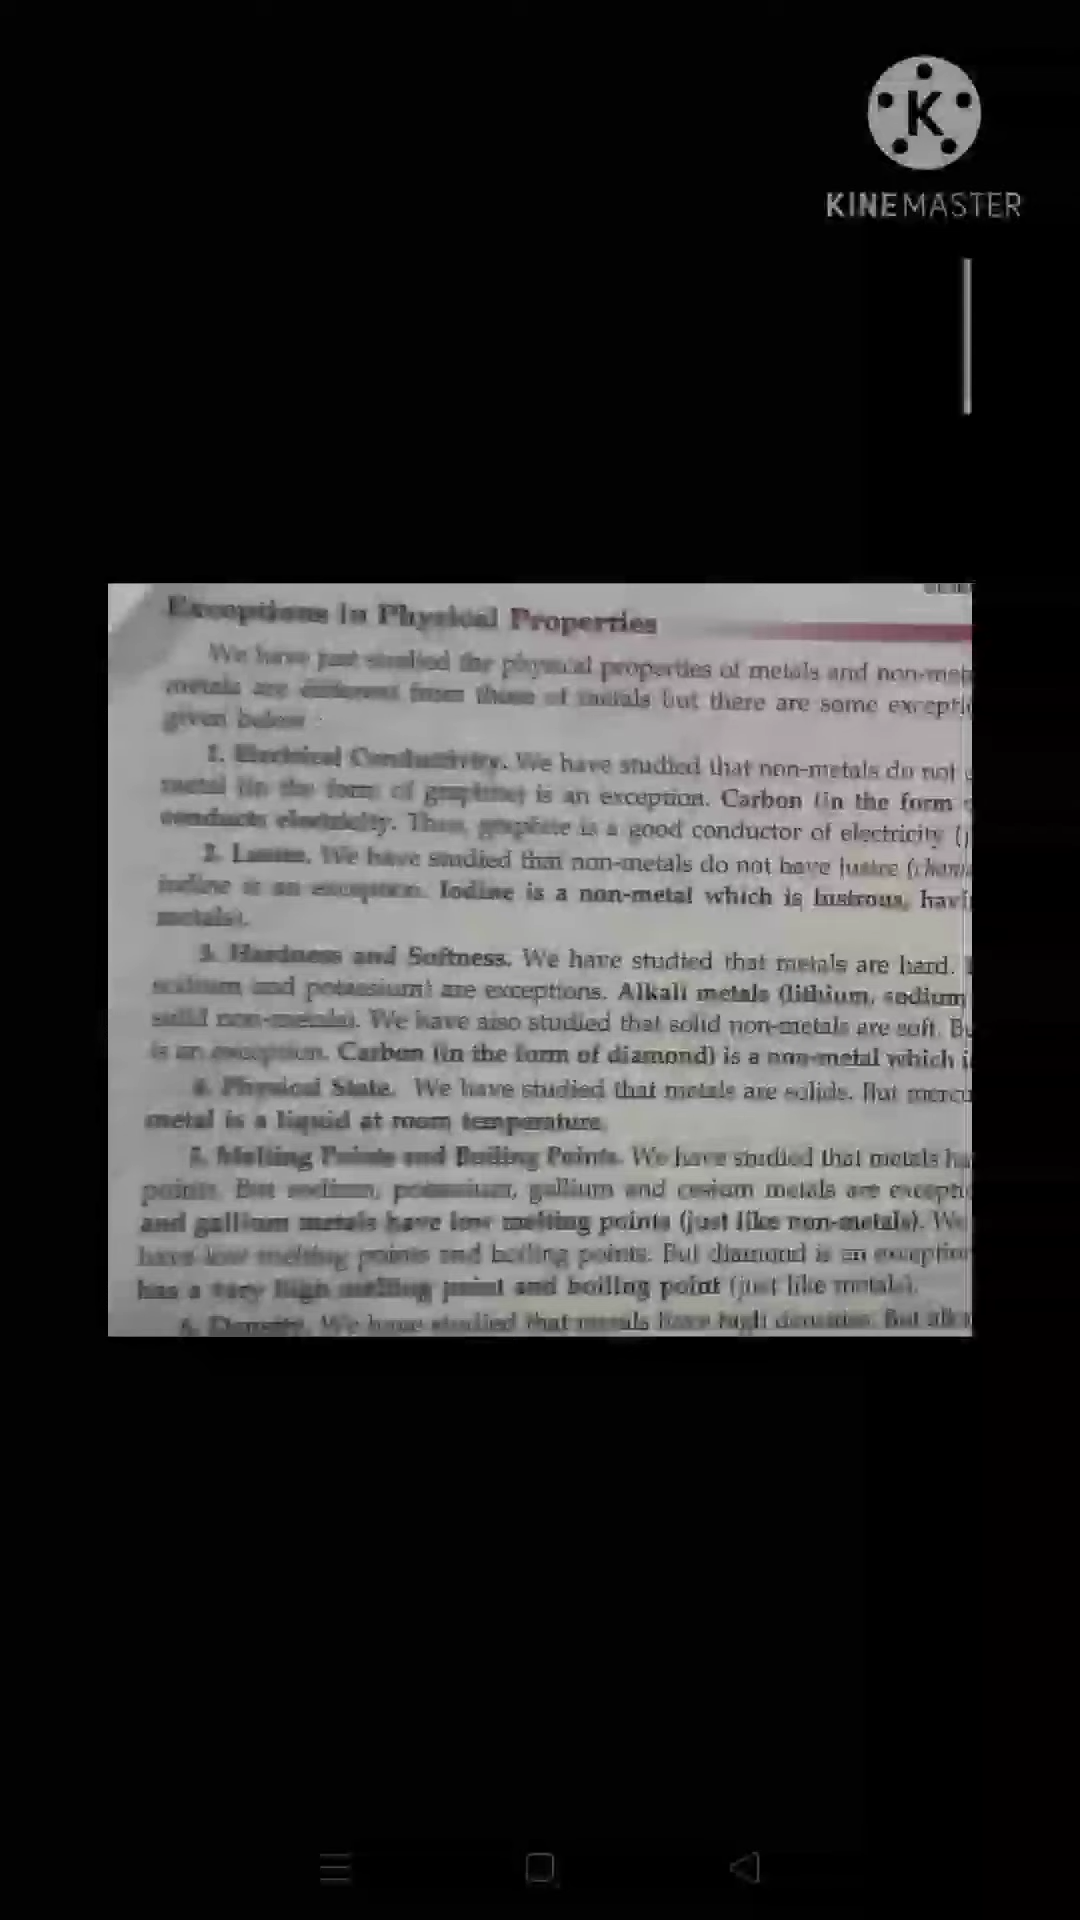 KINEMASTER
Exceptions in Physical Properties
We have just studied the physical properties of metals and non-met
metals are different from those of metals but there are some excepti
given below :
1. Electrical Conductivity. We have studied that non-metals do not
metal (in the form of graphite) is an exception. Carbon (in the form
conducts electricity. Thus, graphite is a good conductor of electricity (
2. Lustre. We have studied that non-metals do not have lustre (
iodine is an exception. Iodine is a non-metal which is lustrous, havi
metals).
3. Hardness and Softness. We have studied that metals are hard.
sodium and potassium) are exceptions. Alkali metals (lithium, sodium
solid non-metals). We have also studied that solid non-metals are soft. Bu
is an exception. Carbon (in the form of diamond) is a non-metal which i
4. Physical State. We have studied that metals are solids. But mercu
metal is a liquid at room temperature.
5. Melting Points and Boiling Points. We have studied that metals ha
points. But sodium, potassium, gallium and cesium metals are excepti
and gallium metals have low melting points (just like non-metals). We
have low melting points and boiling points. But diamond is an exception
has a very high melting point and boiling point (just like metals).
6. Density. We have studied that metals have high densities. But alka